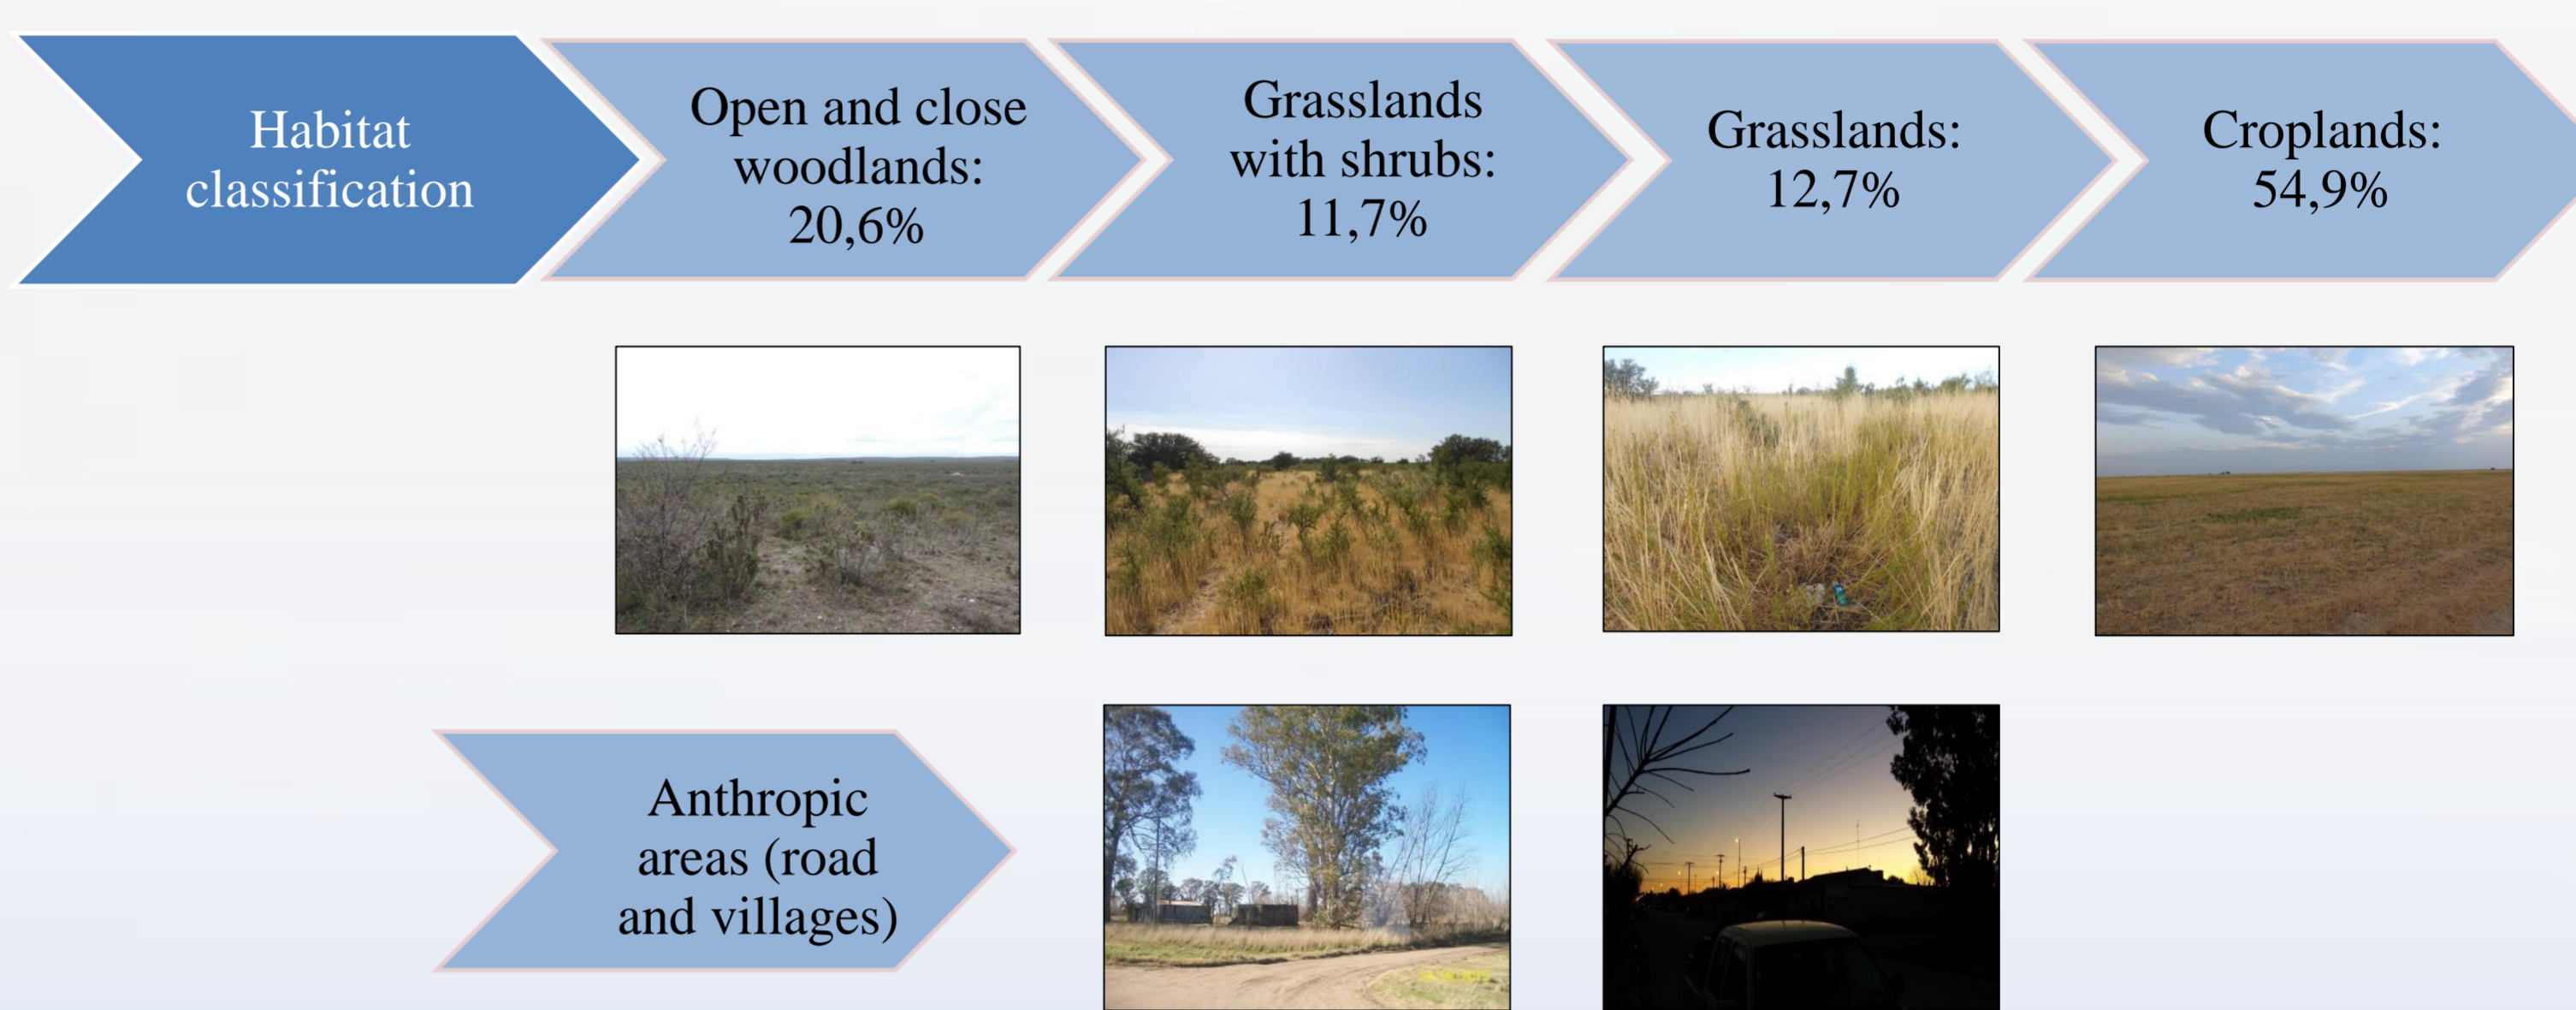 Habitat
classification
Open and close
woodlands:
20,6%
Grasslands
with shrubs:
11,7%
Grasslands:
12,7%
Croplands:
54,9%
Anthropic
areas (road
and villages)